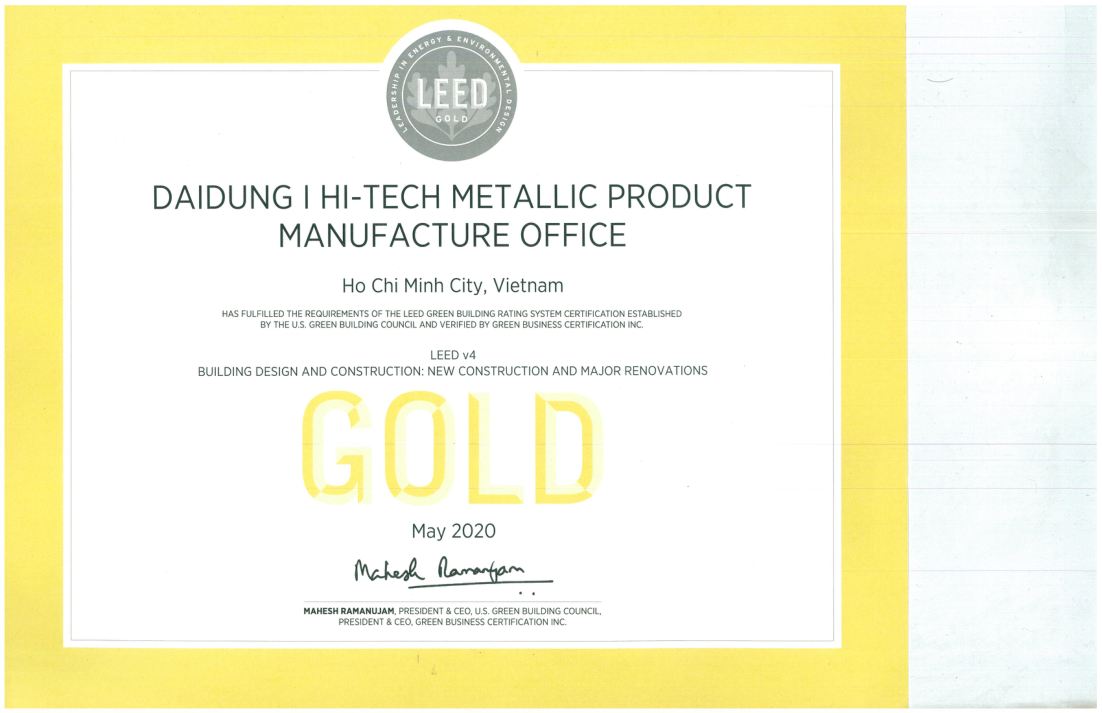 LEADERSHIP IN ENERGY & ENVIRONMENTAL DESIGN
LEED
GOLD
DAIDUNG I HI-TECH METALLIC PRODUCT
MANUFACTURE OFFICE
Ho Chi Minh City, Vietnam
HAS FULFILLED THE REQUIREMENTS OF THE LEED GREEN BUILDING RATING SYSTEM CERTIFICATION ESTABLISHED
BY THE U.S. GREEN BUILDING COUNCIL AND VERIFIED BY GREEN BUSINESS CERTIFICATION INC.
LEED v4
BUILDING DESIGN AND CONSTRUCTION: NEW CONSTRUCTION AND MAJOR RENOVATIONS
GOLD
May 2020
Mahesh Ramanujam
MAHESH RAMANUJAM, PRESIDENT & CEO, U.S. GREEN BUILDING COUNCIL,
PRESIDENT & CEO, GREEN BUSINESS CERTIFICATION INC.